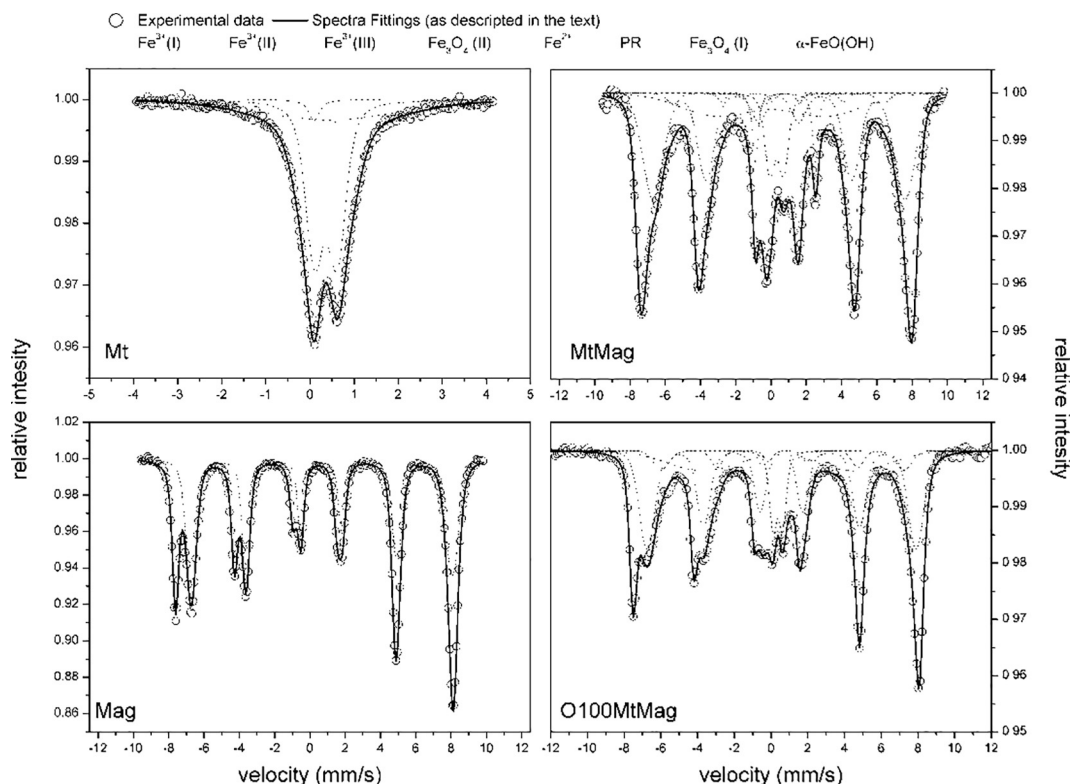 Experimental data Spectra Fittings (as descripted in the text)
Fe³⁺(I) Fe³⁺(II) Fe³⁺(III) Fe₃O₄(II) Fe²⁺ PR Fe₃O₄(I) α-FeO(OH)
1.00
0.99
0.98
0.97
0.96
Mt
-5 -4 -3 -2 -1 0 1 2 3 4 5
1.00
0.99
0.98
0.97
0.96
0.95
0.94
MtMag
-12 -10 -8 -6 -4 -2 0 2 4 6 8 10 12
relative intesity
relative intesity
1.02
1.00
0.98
0.96
0.94
0.92
0.90
0.88
0.86
Mag
-12 -10 -8 -6 -4 -2 0 2 4 6 8 10 12
velocity (mm/s)
1.00
0.99
0.98
0.97
0.96
0.95
O100MtMag
-12 -10 -8 -6 -4 -2 0 2 4 6 8 10 12
velocity (mm/s)